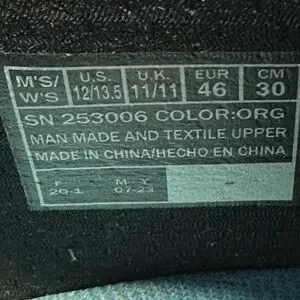 M'S/ U.S. U.K. EUR CM
W'S 12/13.5 11/11 46 30
SN 253006 COLOR:ORG
MAN MADE AND TEXTILE UPPER
MADE IN CHINA/HECHO EN CHINA
F M Y
26-1 07-23